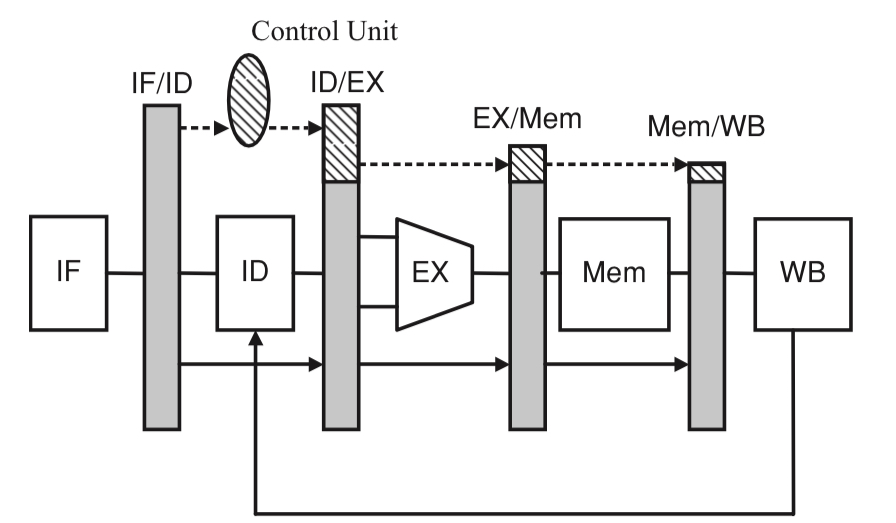 Control Unit
IF/ID
ID/EX
EX/Mem
Mem/WB
IF
ID
EX
Mem
WB